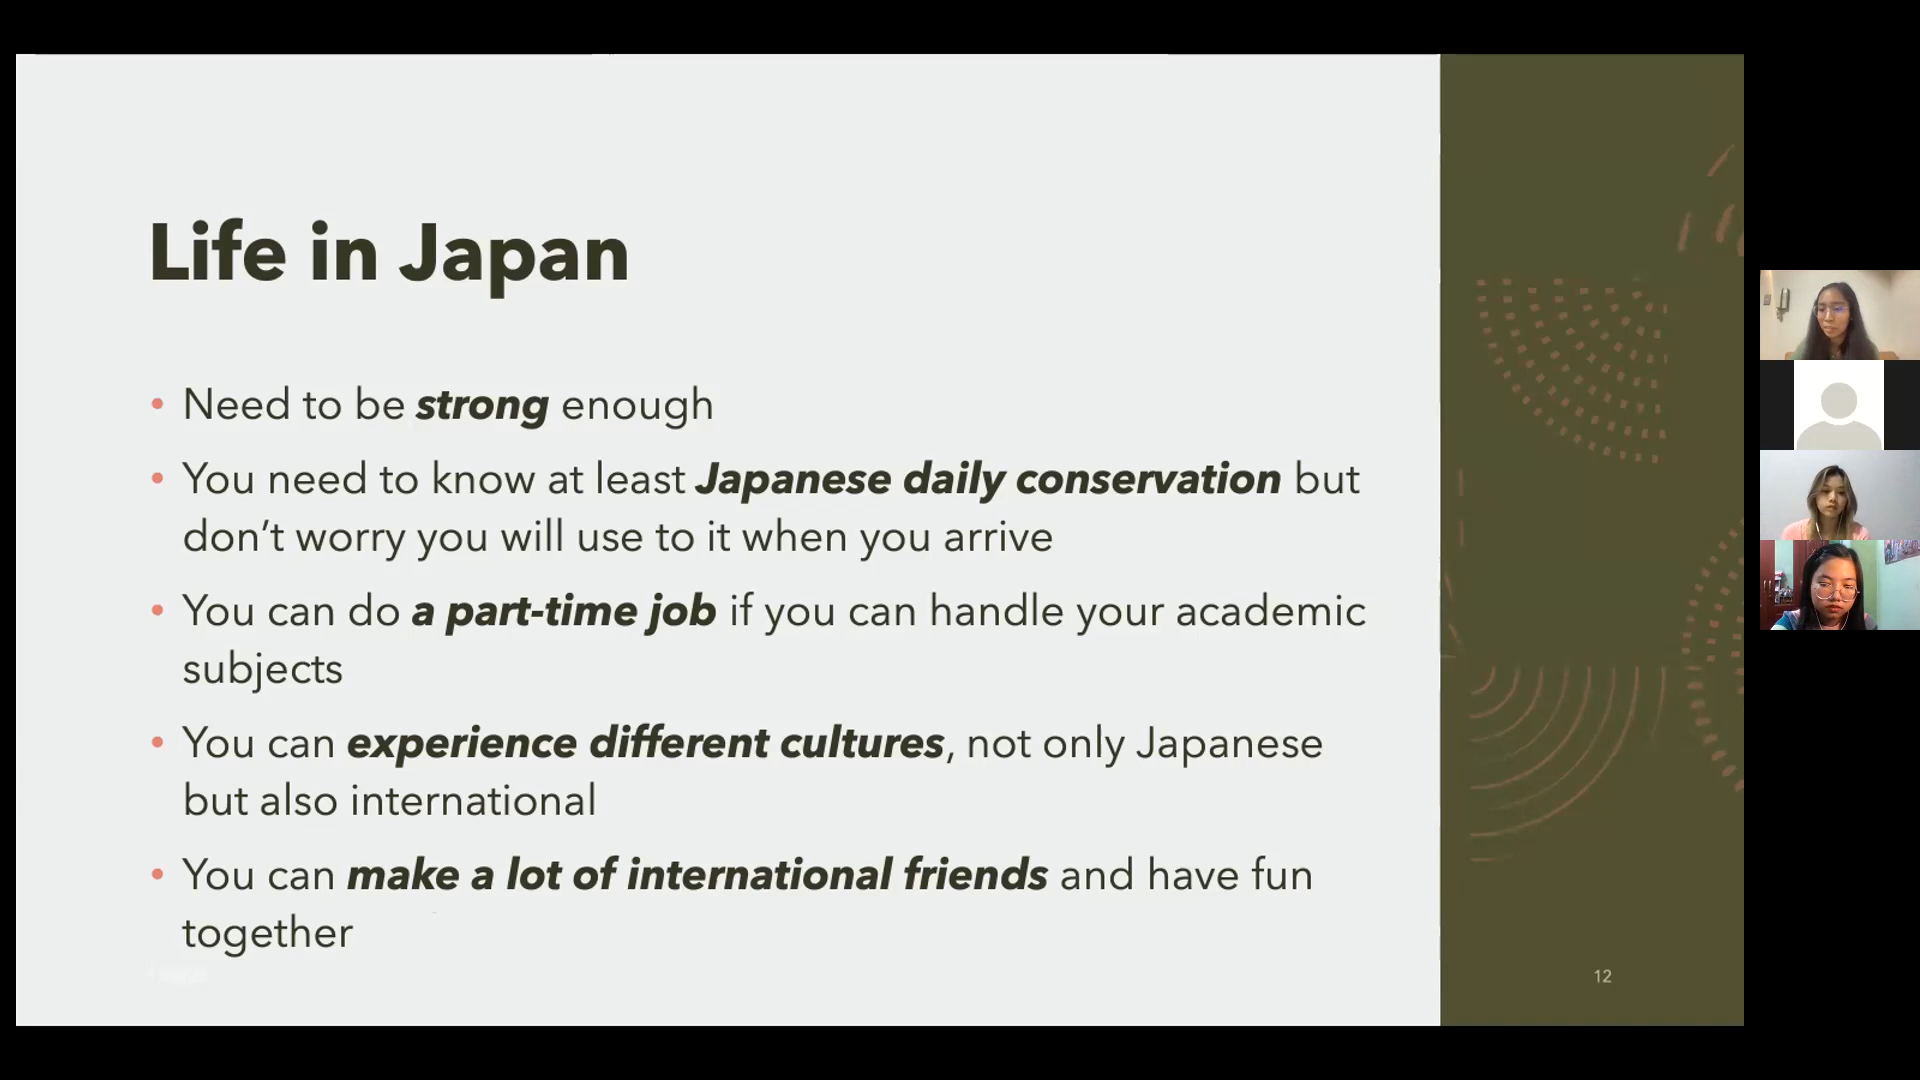 Life in Japan
• Need to be strong enough
• You need to know at least Japanese daily conservation but
don’t worry you will use to it when you arrive
• You can do a part-time job if you can handle your academic
subjects
• You can experience different cultures, not only Japanese
but also international
• You can make a lot of international friends and have fun
together
12